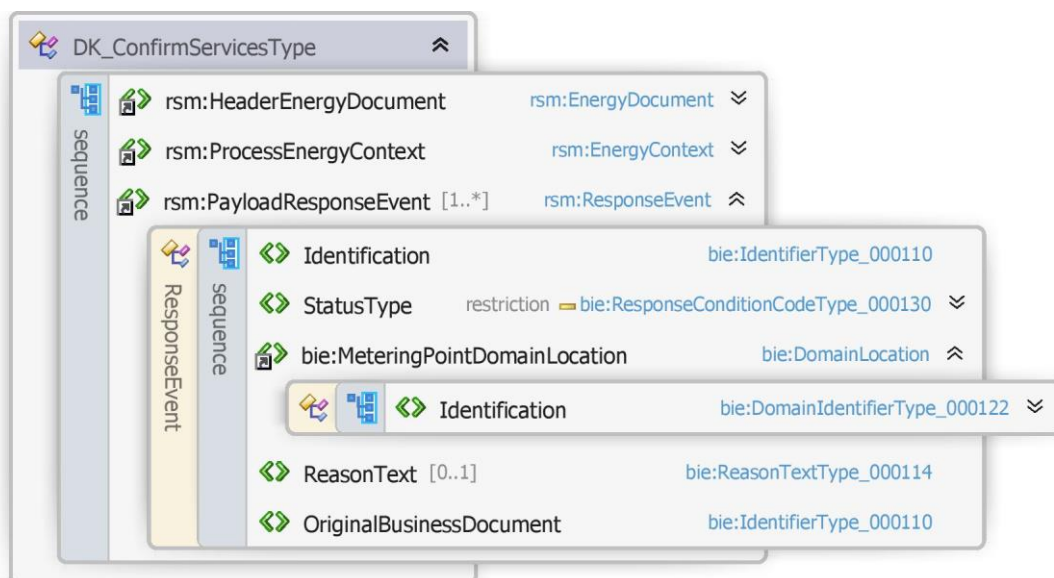 DK_ConfirmServicesType
sequence
rsm:HeaderEnergyDocument rsm:EnergyDocument
rsm:ProcessEnergyContext rsm:EnergyContext
rsm:PayloadResponseEvent [1..*] rsm:ResponseEvent
ResponseEvent
sequence
Identification bie:IdentifierType_000110
StatusType restriction bie:ResponseConditionCodeType_000130
bie:MeteringPointDomainLocation bie:DomainLocation
Identification bie:DomainIdentifierType_000122
ReasonText [0..1] bie:ReasonTextType_000114
OriginalBusinessDocument bie:IdentifierType_000110